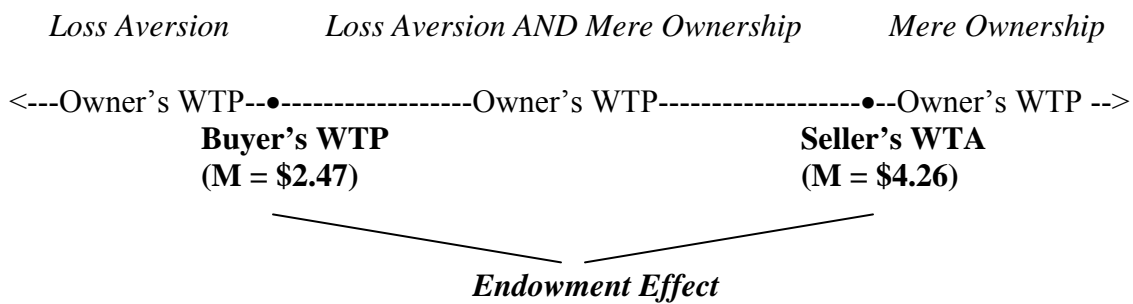 Loss Aversion Loss Aversion AND Mere Ownership Mere Ownership
<---Owner's WTP--•------------------Owner's WTP-------------------•--Owner's WTP -->
Buyer's WTP Seller's WTA
(M = $2.47) (M = $4.26)
Endowment Effect